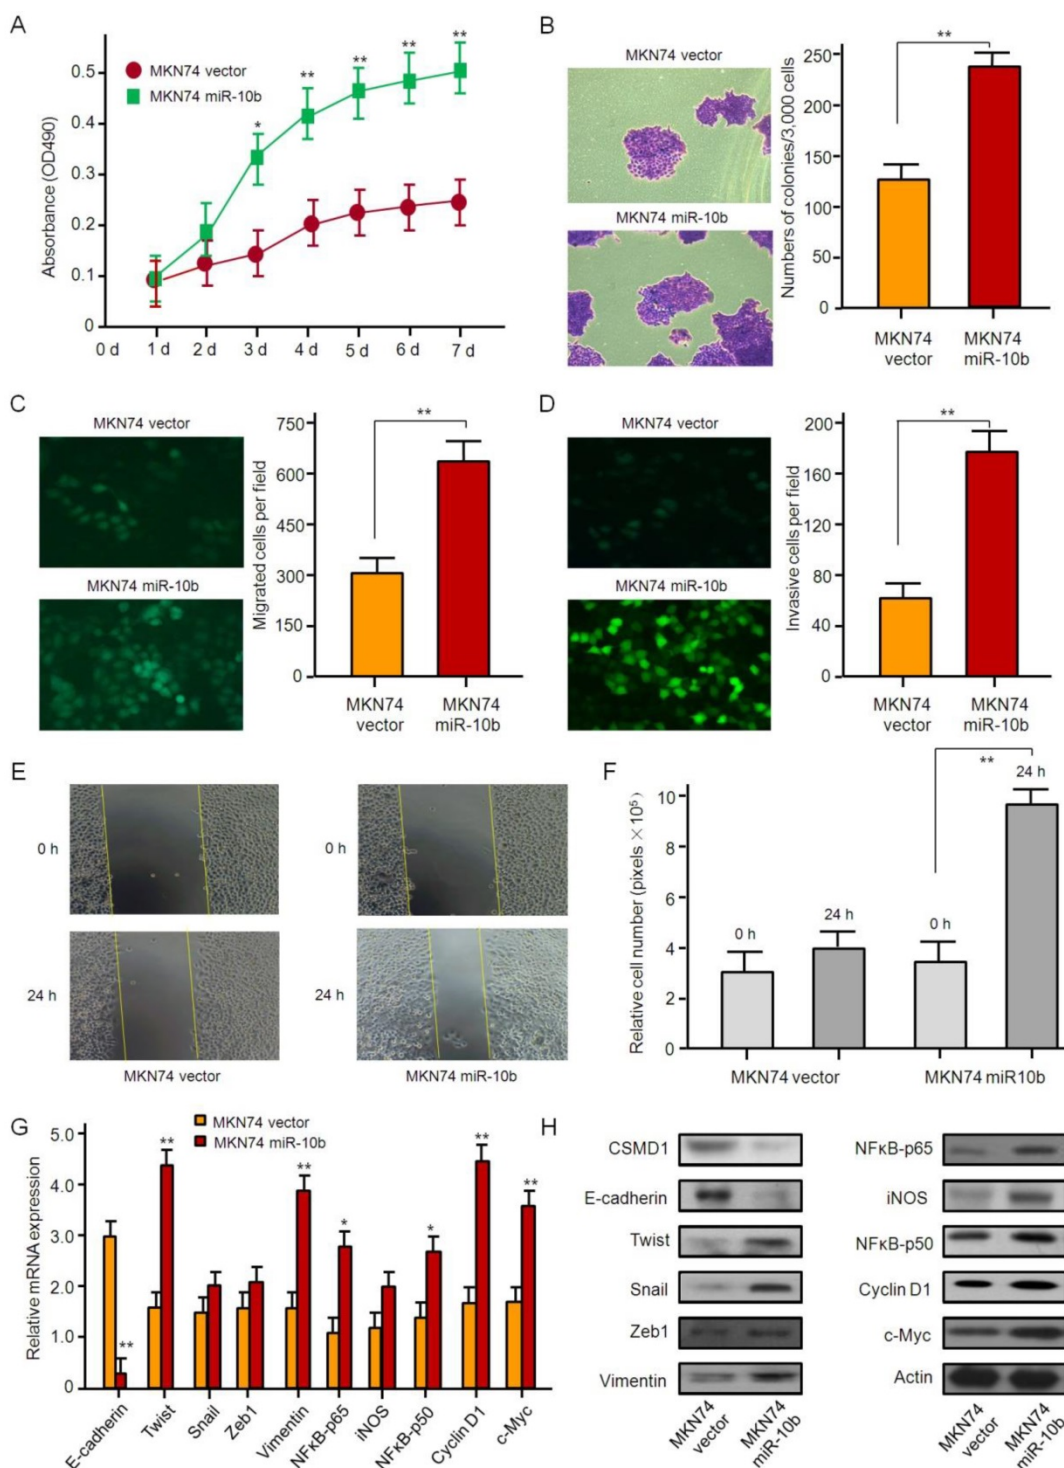 A
MKN74 vector
MKN74 miR-10b
Absorbance (OD490)
0.5
0.4
0.3
0.2
0.1
0
*
**
**
**
**
0 d
1 d
2 d
3 d
4 d
5 d
6 d
7 d
B
MKN74 vector
MKN74 miR-10b
Numbers of colonies/3,000 cells
250
200
150
100
50
0
**
MKN74
vector
MKN74
miR-10b
C
MKN74 vector
MKN74 miR-10b
Migrated cells per field
750
600
450
300
150
0
**
MKN74
vector
MKN74
miR-10b
D
MKN74 vector
MKN74 miR-10b
Invasive cells per field
200
160
120
80
40
0
**
MKN74
vector
MKN74
miR-10b
E
0 h
0 h
24 h
24 h
MKN74 vector
MKN74 miR-10b
F
Relative cell number (pixels × 10⁵)
10
8
6
4
2
0
0 h
24 h
0 h
24 h
**
MKN74 vector
MKN74 miR10b
G
MKN74 vector
MKN74 miR-10b
Relative mRNA expression
5.0
4.0
3.0
2.0
1.0
0
**
**
**
*
*
**
**
E-cadherin
Twist
Snail
Zeb1
Vimentin
NFκB-p65
iNOS
NFκB-p50
Cyclin D1
c-Myc
H
CSMD1
E-cadherin
Twist
Snail
Zeb1
Vimentin
MKN74
vector
MKN74
miR-10b
NFκB-p65
iNOS
NFκB-p50
Cyclin D1
c-Myc
Actin
MKN74
vector
MKN74
miR-10b